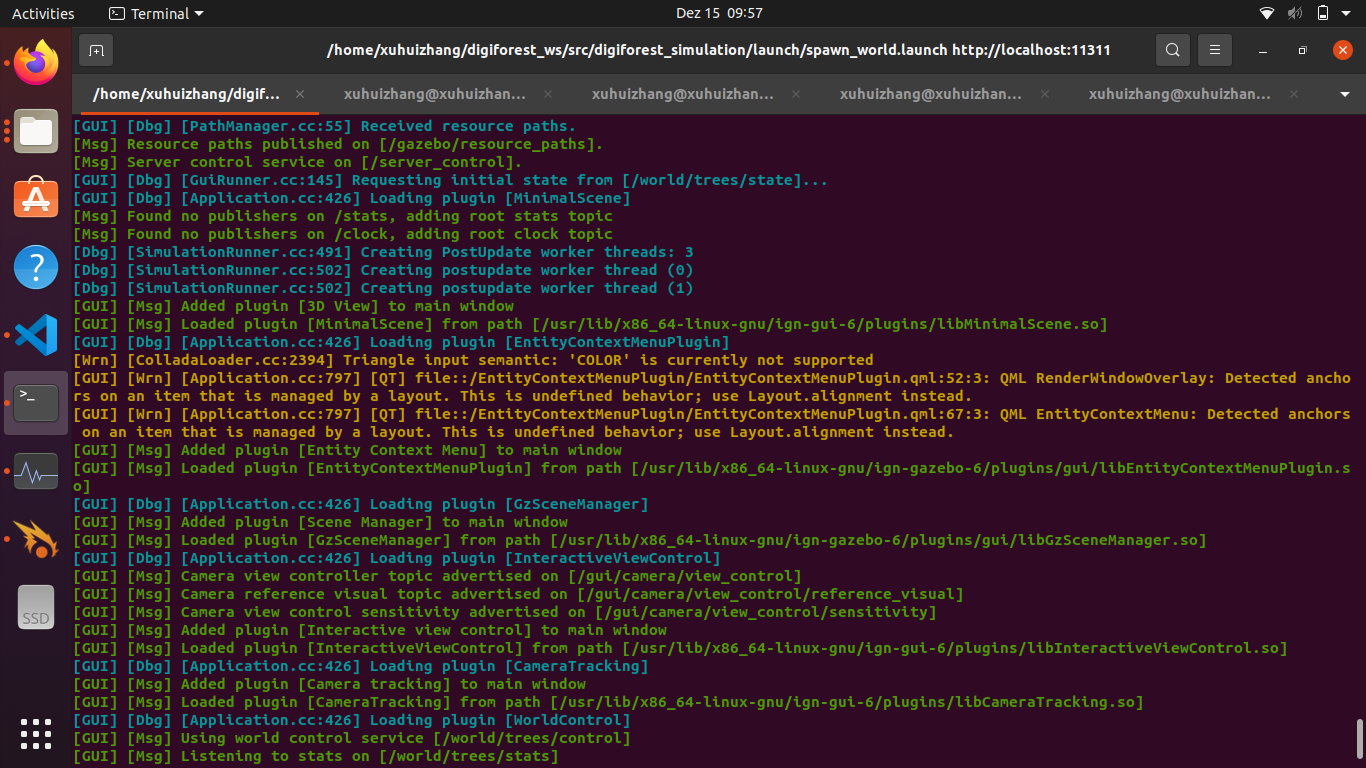 Activities
Terminal
Dez 15 09:57
/home/xuhuizhang/digiforest_ws/src/digiforest_simulation/launch/spawn_world.launch http://localhost:11311
/home/xuhuizhang/digif...
xuhuizhang@xuhuizhan...
xuhuizhang@xuhuizhan...
xuhuizhang@xuhuizhan...
xuhuizhang@xuhuizhan...
[GUI] [Dbg] [PathManager.cc:55] Received resource paths.
[Msg] Resource paths published on [/gazebo/resource_paths].
[Msg] Server control service on [/server_control].
[GUI] [Dbg] [GuiRunner.cc:145] Requesting initial state from [/world/trees/state]...
[GUI] [Dbg] [Application.cc:426] Loading plugin [MinimalScene]
[Msg] Found no publishers on /stats, adding root stats topic
[Msg] Found no publishers on /clock, adding root clock topic
[Dbg] [SimulationRunner.cc:491] Creating PostUpdate worker threads: 3
[Dbg] [SimulationRunner.cc:502] Creating postupdate worker thread (0)
[Dbg] [SimulationRunner.cc:502] Creating postupdate worker thread (1)
[GUI] [Msg] Added plugin [3D View] to main window
[GUI] [Msg] Loaded plugin [MinimalScene] from path [/usr/lib/x86_64-linux-gnu/ign-gui-6/plugins/libMinimalScene.so]
[GUI] [Dbg] [Application.cc:426] Loading plugin [EntityContextMenuPlugin]
[Wrn] [ColladaLoader.cc:2394] Triangle input semantic: 'COLOR' is currently not supported
[GUI] [Wrn] [Application.cc:797] [QT] file::/EntityContextMenuPlugin/EntityContextMenuPlugin.qml:52:3: QML RenderWindowOverlay: Detected ancho
rs on an item that is managed by a layout. This is undefined behavior; use Layout.alignment instead.
[GUI] [Wrn] [Application.cc:797] [QT] file::/EntityContextMenuPlugin/EntityContextMenuPlugin.qml:67:3: QML EntityContextMenu: Detected anchors
on an item that is managed by a layout. This is undefined behavior; use Layout.alignment instead.
[GUI] [Msg] Added plugin [Entity Context Menu] to main window
[GUI] [Msg] Loaded plugin [EntityContextMenuPlugin] from path [/usr/lib/x86_64-linux-gnu/ign-gazebo-6/plugins/gui/libEntityContextMenuPlugin.s
o]
[GUI] [Dbg] [Application.cc:426] Loading plugin [GzSceneManager]
[GUI] [Msg] Added plugin [Scene Manager] to main window
[GUI] [Msg] Loaded plugin [GzSceneManager] from path [/usr/lib/x86_64-linux-gnu/ign-gazebo-6/plugins/gui/libGzSceneManager.so]
[GUI] [Dbg] [Application.cc:426] Loading plugin [InteractiveViewControl]
[GUI] [Msg] Camera view controller topic advertised on [/gui/camera/view_control]
[GUI] [Msg] Camera reference visual topic advertised on [/gui/camera/view_control/reference_visual]
[GUI] [Msg] Camera view control sensitivity advertised on [/gui/camera/view_control/sensitivity]
[GUI] [Msg] Added plugin [Interactive view control] to main window
[GUI] [Msg] Loaded plugin [InteractiveViewControl] from path [/usr/lib/x86_64-linux-gnu/ign-gui-6/plugins/libInteractiveViewControl.so]
[GUI] [Dbg] [Application.cc:426] Loading plugin [CameraTracking]
[GUI] [Msg] Added plugin [Camera tracking] to main window
[GUI] [Msg] Loaded plugin [CameraTracking] from path [/usr/lib/x86_64-linux-gnu/ign-gui-6/plugins/libCameraTracking.so]
[GUI] [Dbg] [Application.cc:426] Loading plugin [WorldControl]
[GUI] [Msg] Using world control service [/world/trees/control]
[GUI] [Msg] Listening to stats on [/world/trees/stats]
SSD